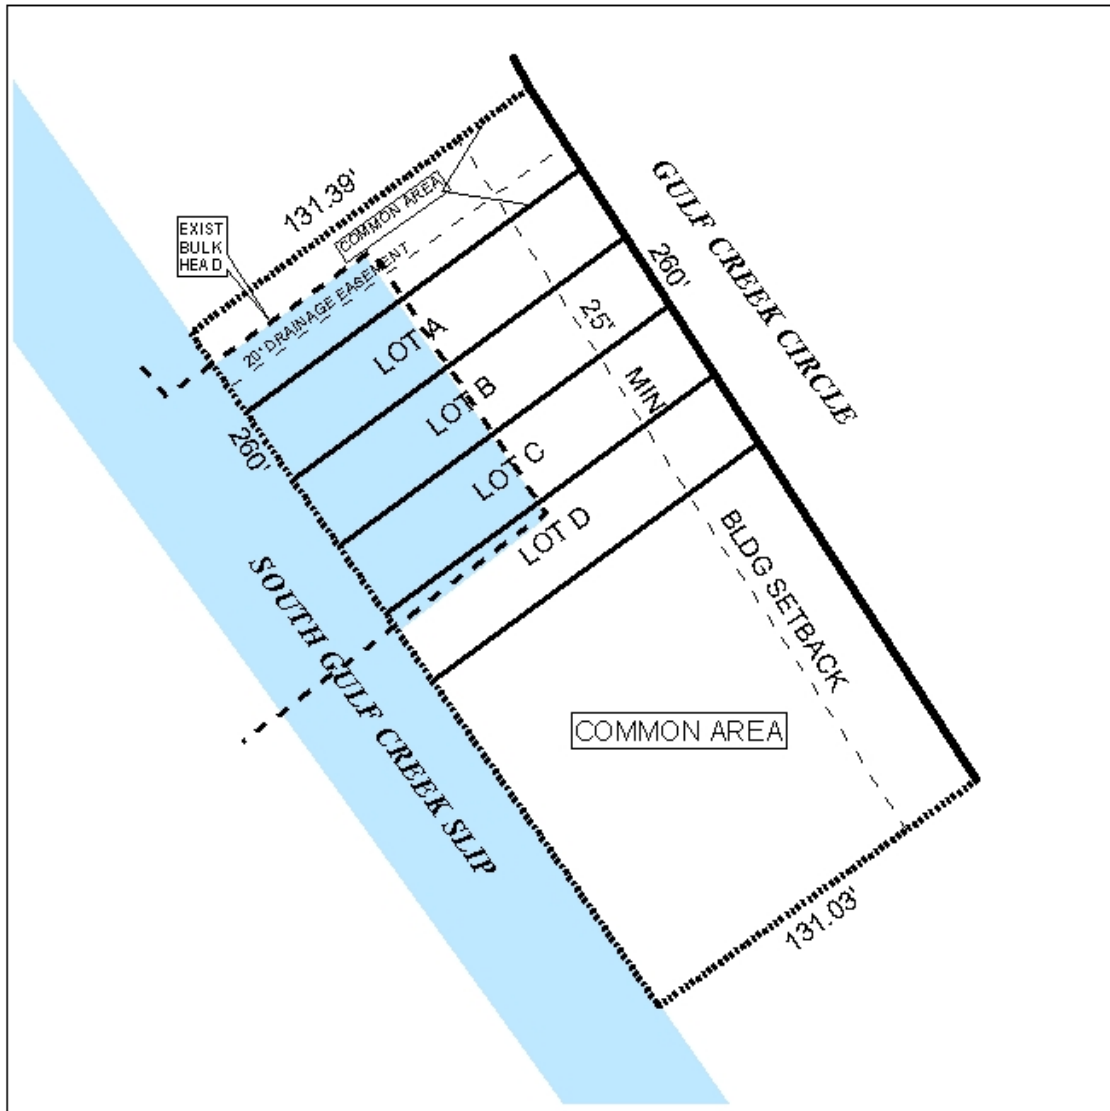 131.39'
COMMON AREA
EXIST
BULK
HEAD
20' DRAINAGE EASEMENT
GULF CREEK CIRCLE
260'
LOT A
LOT B
LOT C
LOT D
25'
MIN
BLDG SETBACK
260'
SOUTH GULF CREEK SLIP
COMMON AREA
131.03'